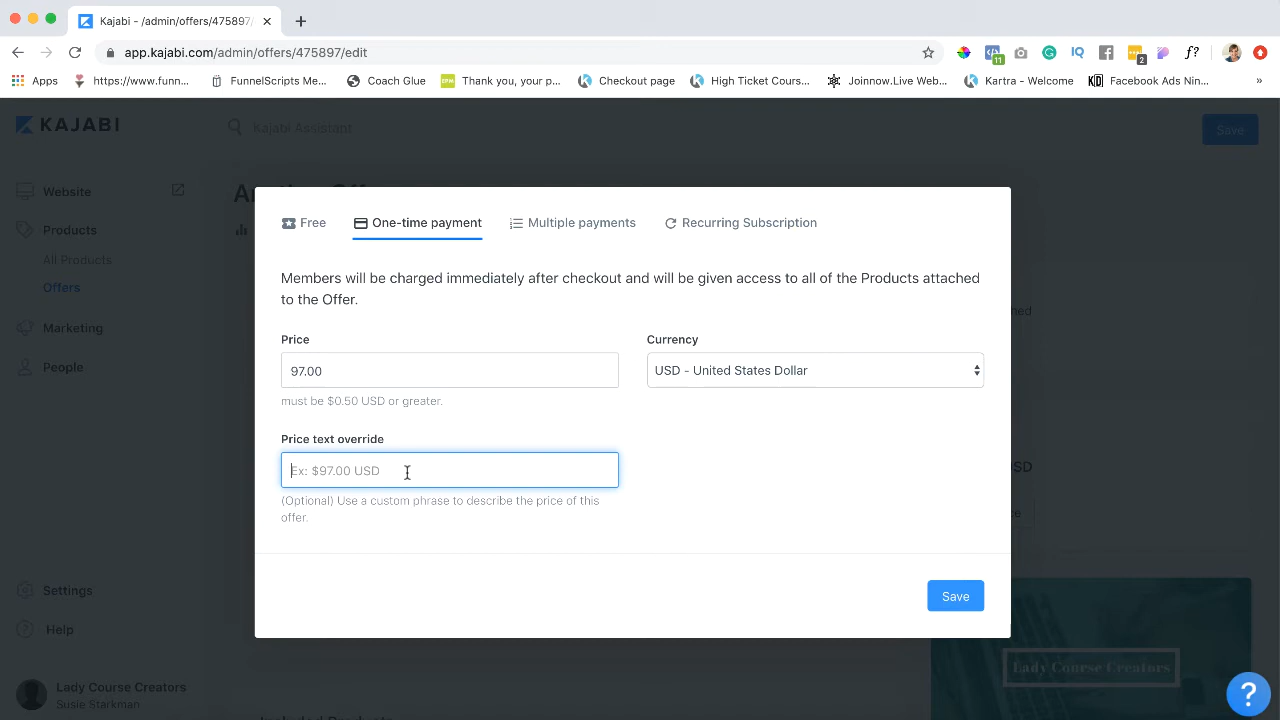 Kajabi - /admin/offers/475897/
app.kajabi.com/admin/offers/475897/edit
11
2
f?
Apps
https://www.funn...
FunnelScripts Me...
Coach Glue
Thank you, your p...
Checkout page
High Ticket Cours...
Joinnow.Live Web...
Kartra - Welcome
Facebook Ads Nin...
»
KAJABI
Kajabi Assistant
Save
Website
Products
All Products
Offers
Marketing
People
Settings
Help
Lady Course Creators
Susie Starkman
Free
One-time payment
Multiple payments
Recurring Subscription
Members will be charged immediately after checkout and will be given access to all of the Products attached
to the Offer.
Price
97.00
must be $0.50 USD or greater.
Currency
USD - United States Dollar
Price text override
Ex: $97.00 USD
(Optional) Use a custom phrase to describe the price of this
offer.
Save
Lady Course Creators
?